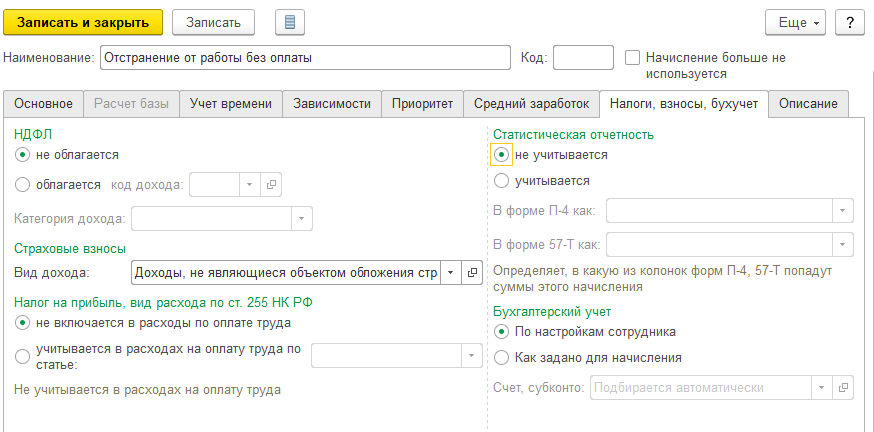 Записать и закрыть Записать Еще ?
Наименование: Отстранение от работы без оплаты Код: Начисление больше не
используется
Основное Расчет базы Учет времени Зависимости Приоритет Средний заработок Налоги, взносы, бухучет Описание
НДФЛ
не облагается
облагается код дохода:
Категория дохода:
Страховые взносы
Вид дохода: Доходы, не являющиеся объектом обложения стр
Налог на прибыль, вид расхода по ст. 255 НК РФ
не включается в расходы по оплате труда
учитывается в расходах на оплату труда по
статье:
Не учитывается в расходах на оплату труда
Статистическая отчетность
не учитывается
учитывается
В форме П-4 как:
В форме 57-Т как:
Определяет, в какую из колонок форм П-4, 57-Т попадут
суммы этого начисления
Бухгалтерский учет
По настройкам сотрудника
Как задано для начисления
Счет, субконто: Подбирается автоматически